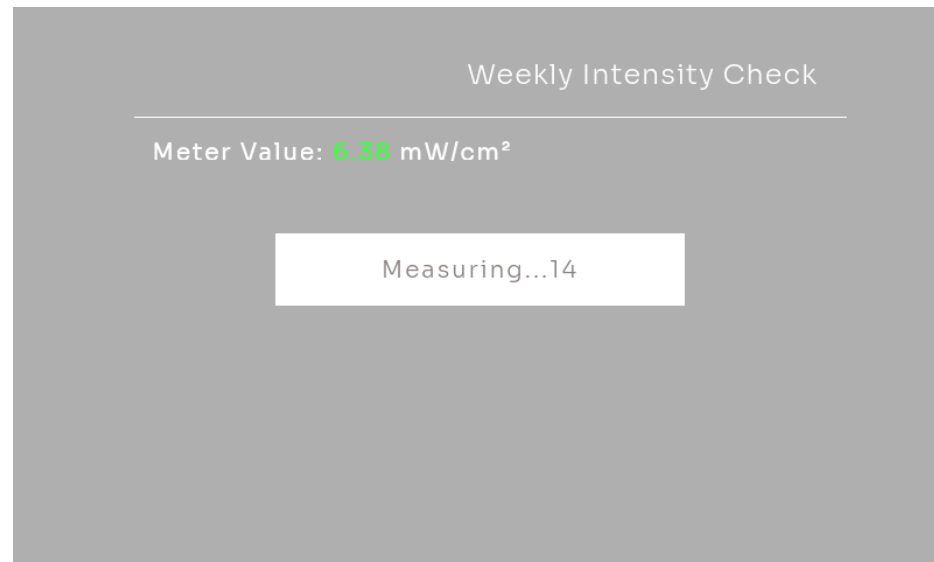 Weekly Intensity Check
Meter Value: 6.38 mW/cm²
Measuring...14